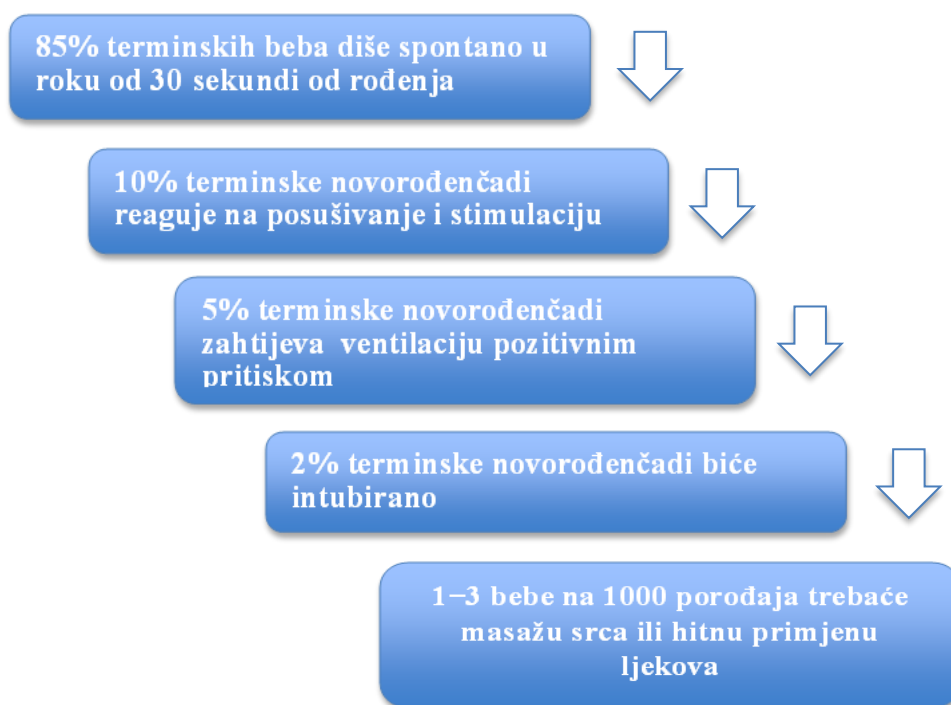 85% terminskih beba diše spontano u
roku od 30 sekundi od rođenja
10% terminske novorođenčadi
reaguje na posušivanje i stimulaciju
5% terminske novorođenčadi
zahtijeva ventilaciju pozitivnim
pritiskom
2% terminske novorođenčadi biće
intubirano
1−3 bebe na 1000 porođaja trebaće
masažu srca ili hitnu primjenu
ljekova